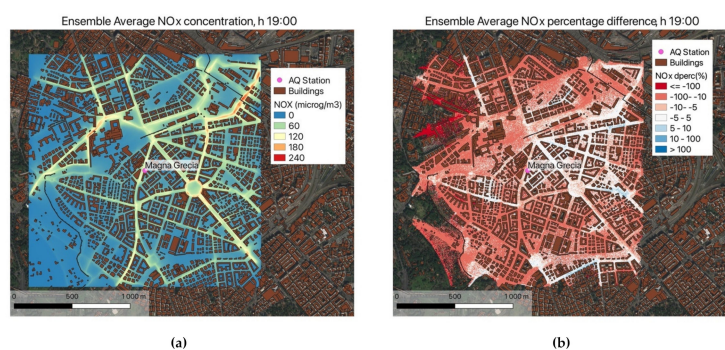 Ensemble Average NOx concentration, h 19:00
AQ Station
Buildings
NOX (microg/m3)
0
60
120
180
240
Magna Grecia
0 500 1 000 m
(a)
Ensemble Average NOx percentage difference, h 19:00
AQ Station
Buildings
NOx dperc(%)
<= -100
-100- -10
-10- -5
-5 - 5
5 - 10
10 - 100
> 100
Magna Grecia
0 500 1 000 m
(b)